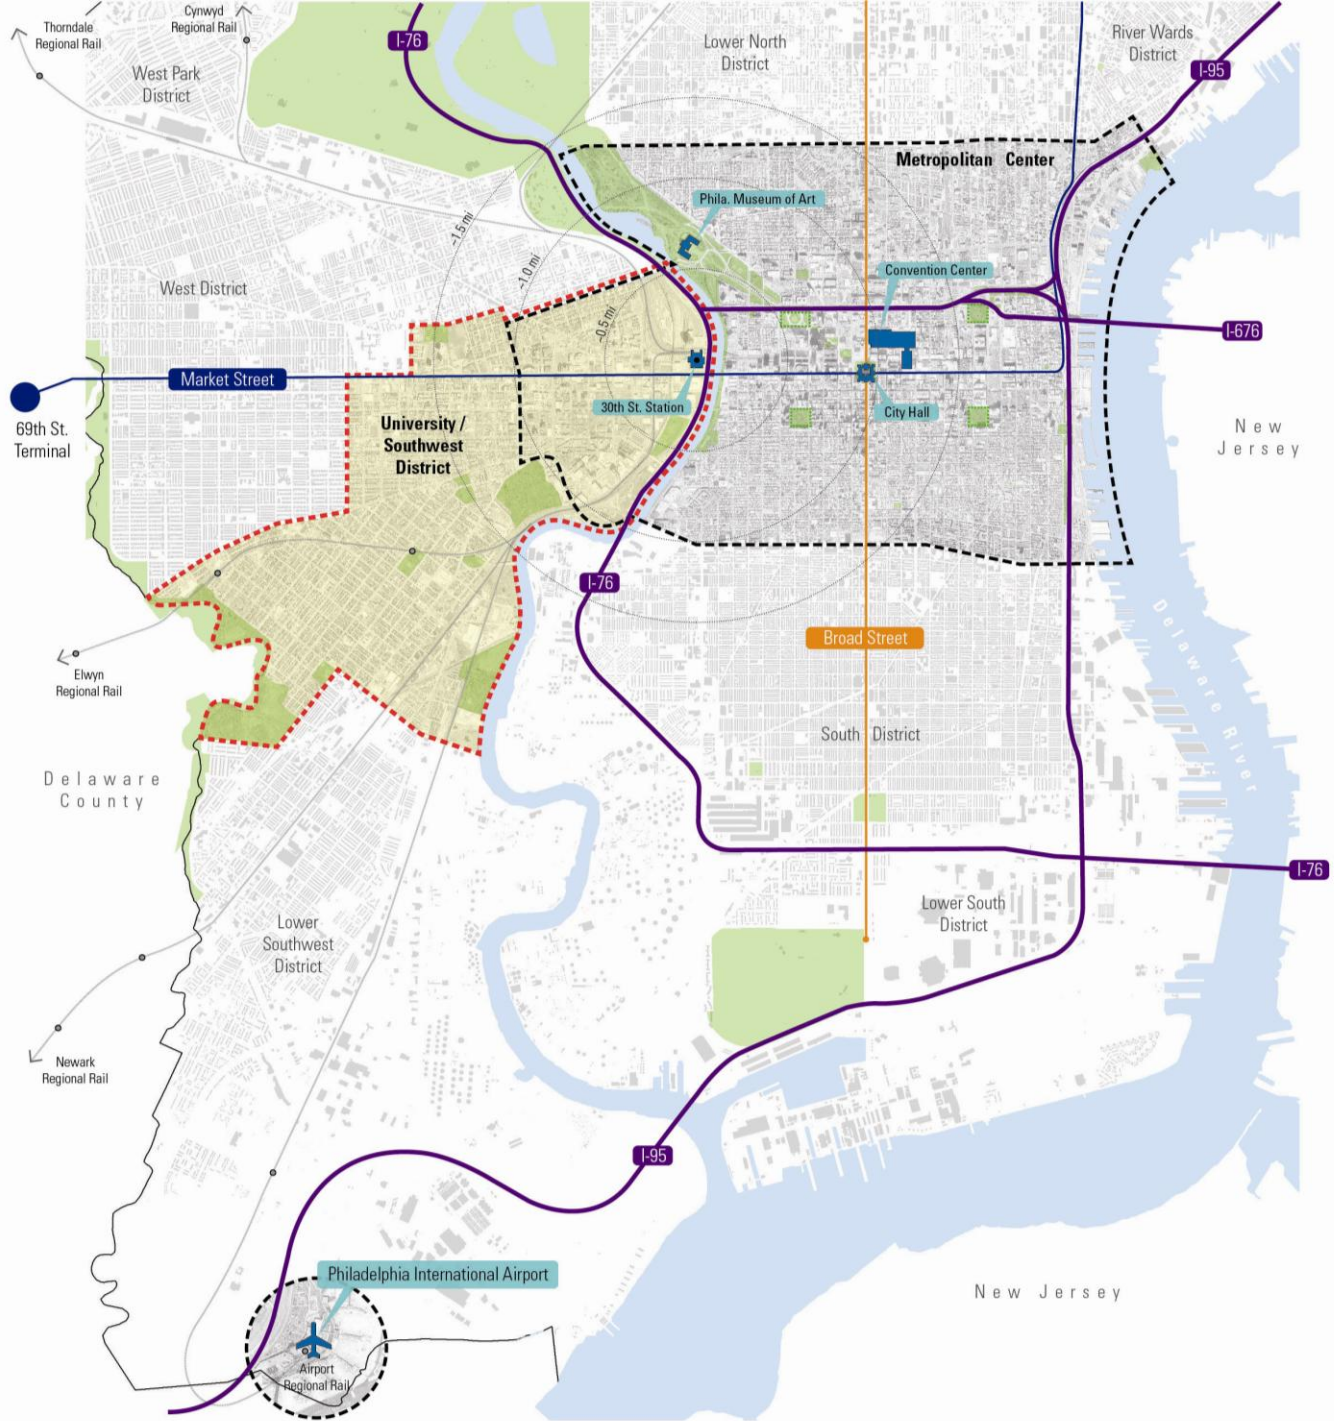 Cynwyd
Regional Rail
Thorndale
Regional Rail
I-76
Lower North
District
River Wards
District
I-95
West Park
District
Metropolitan Center
Phila. Museum of Art
~1.5 mi
~1.0 mi
~0.5 mi
Convention Center
West District
I-676
Market Street
30th St. Station
City Hall
69th St.
Terminal
University /
Southwest
District
New
Jersey
I-76
Delaware River
Broad Street
Elwyn
Regional Rail
South District
Delaware
County
I-76
Lower South
District
Lower
Southwest
District
Newark
Regional Rail
I-95
Philadelphia International Airport
New Jersey
Airport
Regional Rail